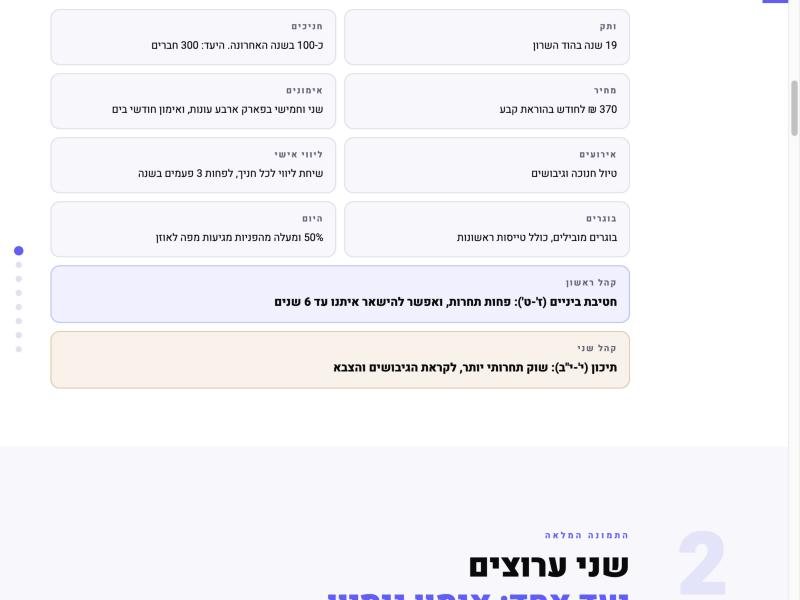 ותק
19 שנה בהוד השרון
חניכים
כ-100 בשנה האחרונה. היעד: 300 חברים
מחיר
370 ₪ לחודש בהוראת קבע
אימונים
שני וחמישי בפארק ארבע עונות, ואימון חודשי בים
אירועים
טיול חנוכה וגיבושים
ליווי אישי
שיחת ליווי לכל חניך, לפחות 3 פעמים בשנה
בוגרים
בוגרים מובילים, כולל טייסות ראשונות
היום
50% ומעלה מהפניות מגיעות מפה לאוזן
קהל ראשון
חטיבת ביניים (ז'-ט'): פחות תחרות, ואפשר להישאר איתנו עד 6 שנים
קהל שני
תיכון (י'-י"ב): שוק תחרותי יותר, לקראת הגיבושים והצבא
2
התמונה המלאה
שני ערוצים
יעד אחד: אימון ניסיון